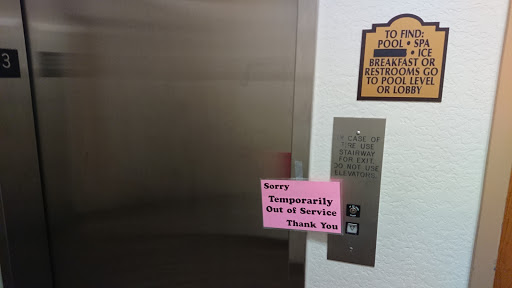 3
TO FIND:
POOL • SPA
• ICE
BREAKFAST OR
RESTROOMS GO
TO POOL LEVEL
OR LOBBY
CASE OF
FIRE USE
STAIRWAY
FOR EXIT.
DO NOT USE
ELEVATORS.
Sorry
Temporarily
Out of Service
Thank You